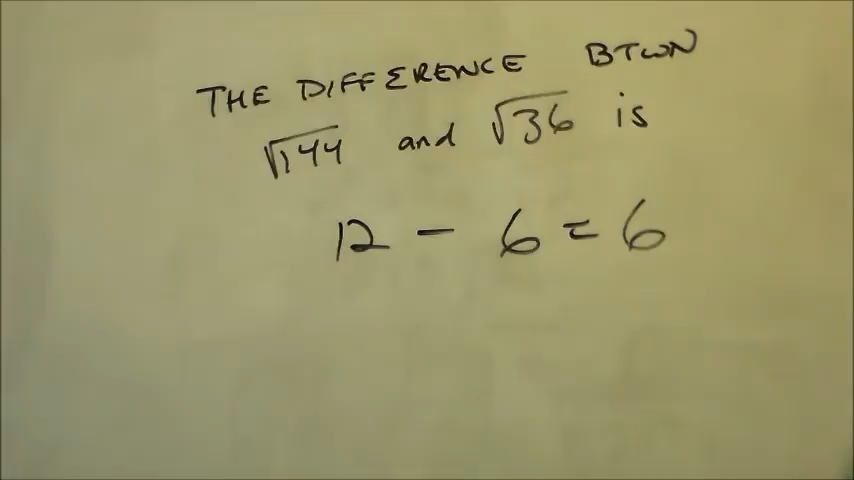 THE DIFFERENCE BTWN
√144 and √36 is
12 - 6 = 6